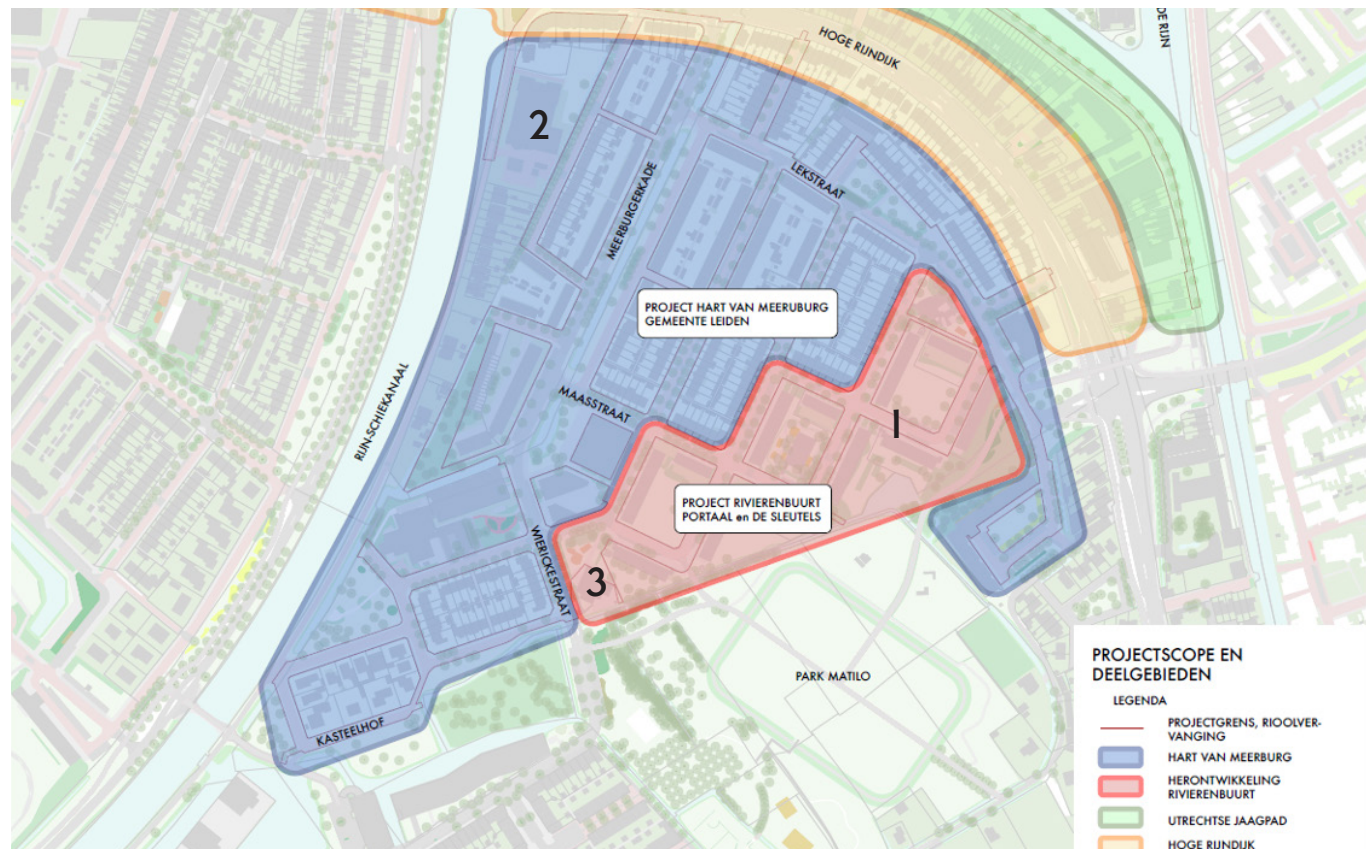 HOGE RIJNDIJK
DE RIJN
2
MEERBURGERKADE
LEKSTRAAT
PROJECT HART VAN MEERUBURG
GEMEENTE LEIDEN
RIJN-SCHIEKANAAL
MAASSTRAAT
1
PROJECT RIVIERENBUURT
PORTAAL en DE SLEUTELS
WIERICKESTRAAT
3
PARK MATILO
KASTEELHOF
PROJECTSCOPE EN
DEELGEBIEDEN
LEGENDA
PROJECTGRENS, RIOOLVER-
VANGING
HART VAN MEERBURG
HERONTWIKKELING
RIVIERENBUURT
UTRECHTSE JAAGPAD
HOGE RIJNDIJK